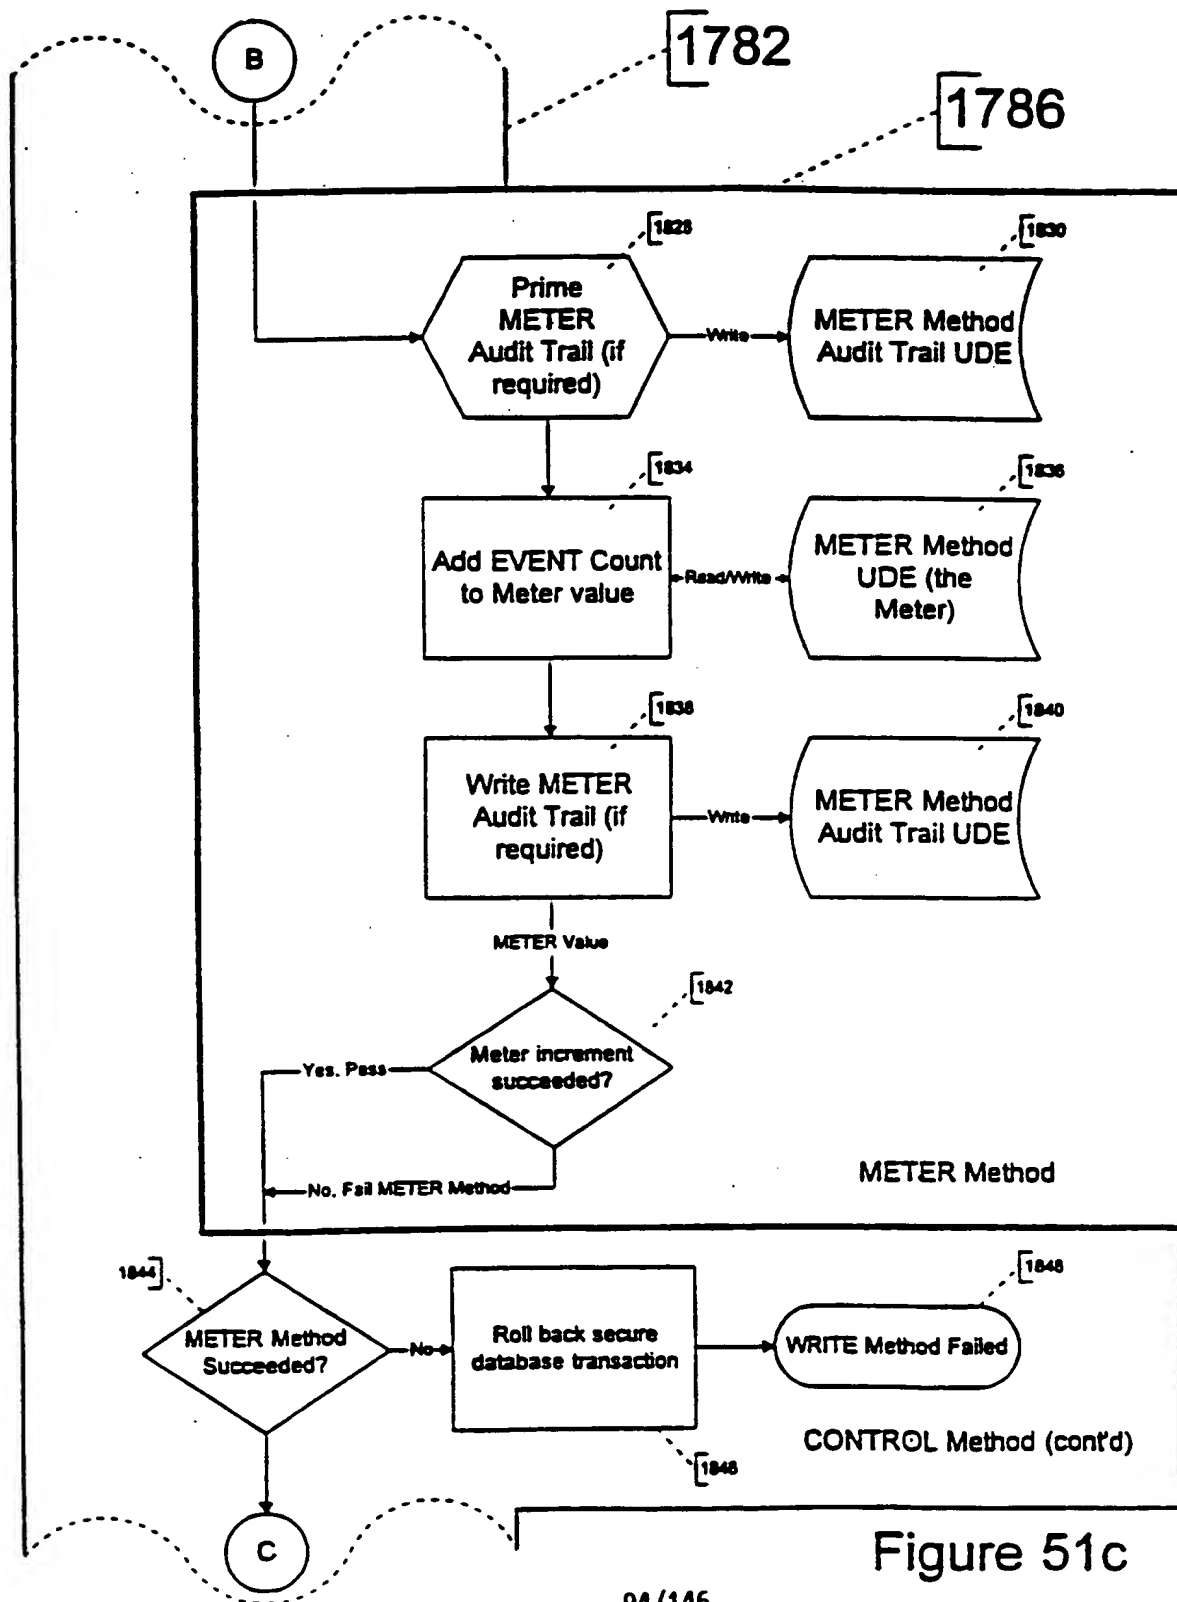 B
1782
1786
1828
1830
Prime
METER
Audit Trail (if
required)
Write
METER Method
Audit Trail UDE
1834
1836
Add EVENT Count
to Meter value
Read/Write
METER Method
UDE (the
Meter)
1838
1840
Write METER
Audit Trail (if
required)
Write
METER Method
Audit Trail UDE
METER Value
1842
Meter increment
succeeded?
Yes, Pass
No, Fail METER Method
METER Method
1844
1848
METER Method
Succeeded?
No
Roll back secure
database transaction
WRITE Method Failed
1846
CONTROL Method (cont'd)
C
Figure 51c
94/146